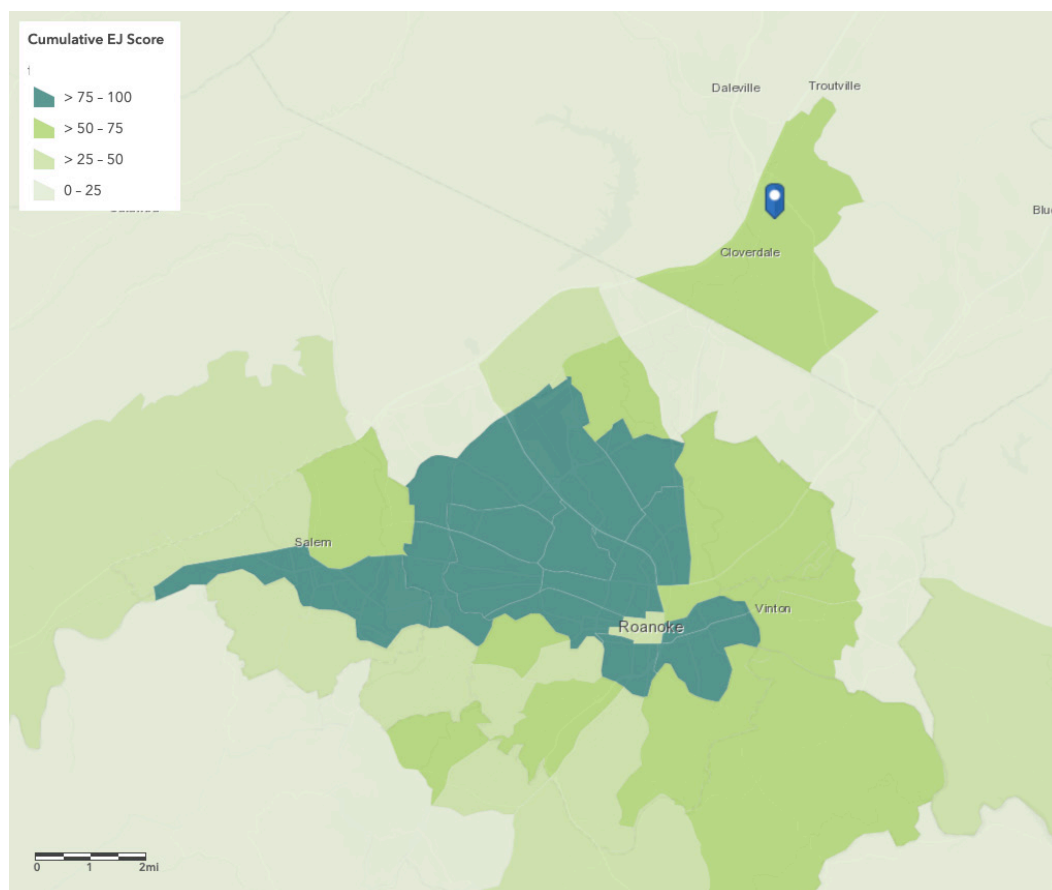 Cumulative EJ Score
> 75 - 100
> 50 - 75
> 25 - 50
0 - 25
Daleville
Troutville
Cloverdale
Salem
Vinton
Roanoke
0 1 2mi